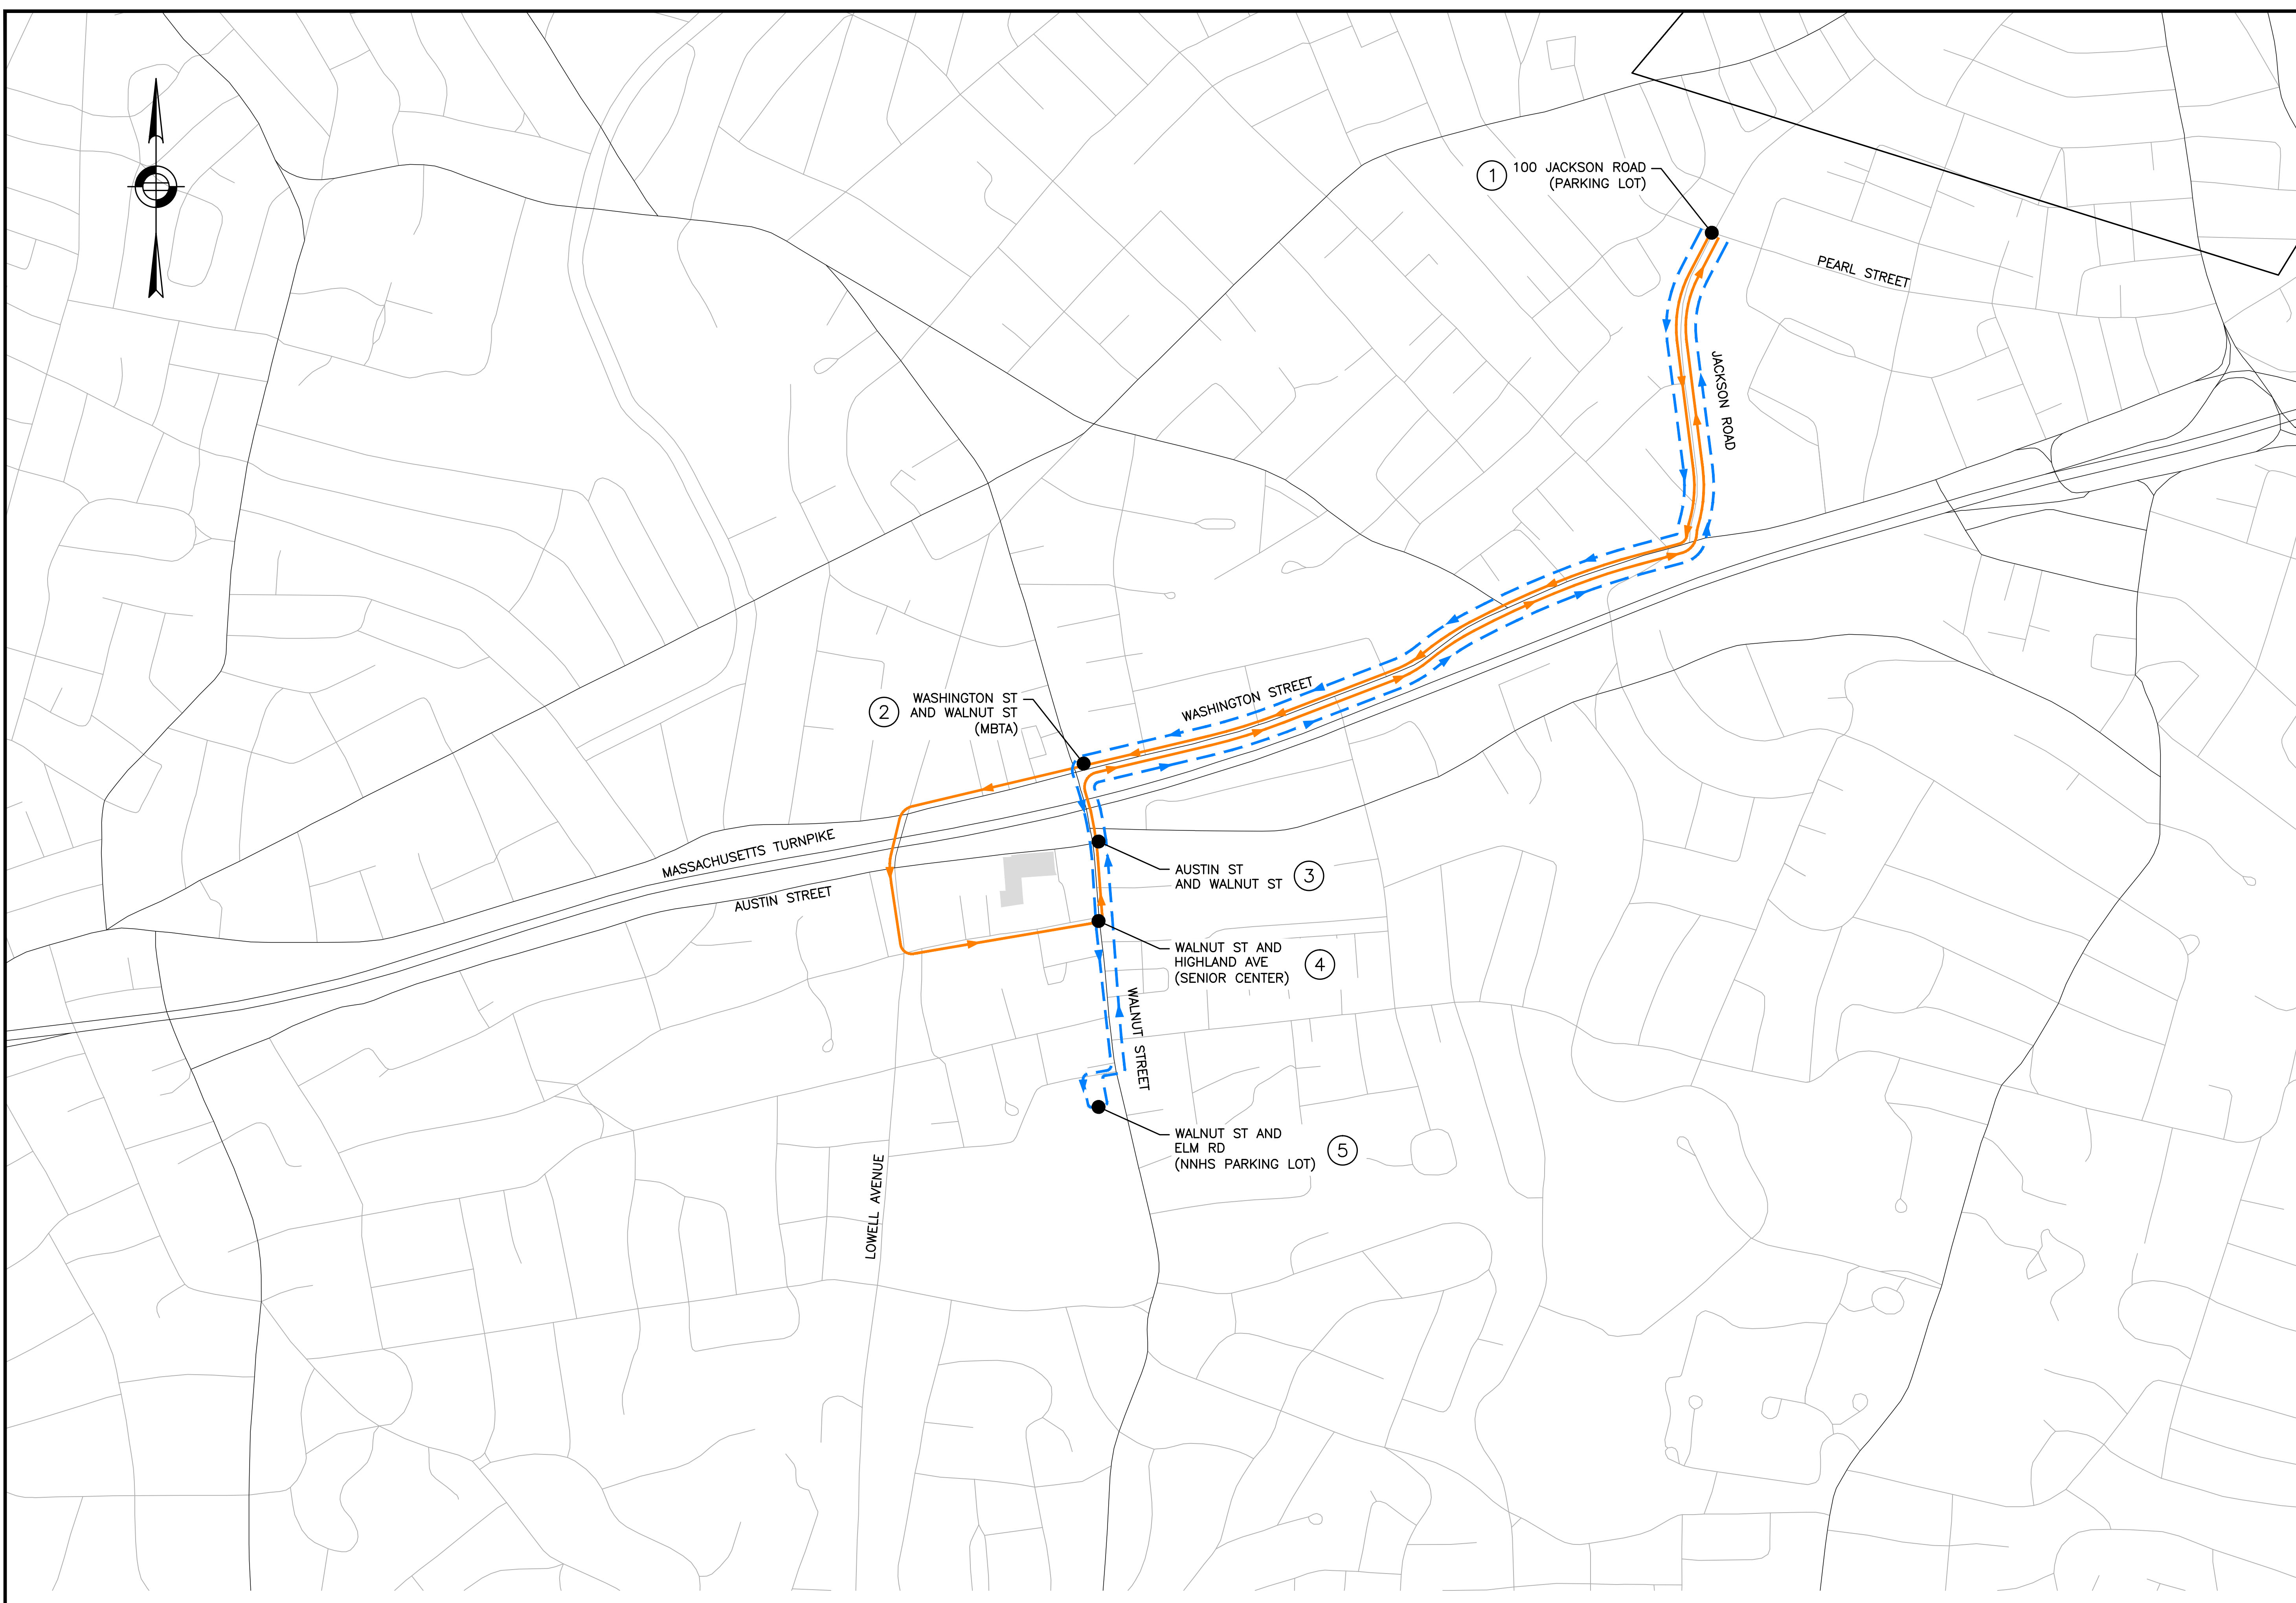 1
100 JACKSON ROAD
(PARKING LOT)
PEARL STREET
JACKSON ROAD
2
WASHINGTON ST
AND WALNUT ST
(MBTA)
WASHINGTON STREET
MASSACHUSETTS TURNPIKE
AUSTIN STREET
AUSTIN ST
AND WALNUT ST
3
WALNUT ST AND
HIGHLAND AVE
(SENIOR CENTER)
4
WALNUT STREET
WALNUT ST AND
ELM RD
(NNHS PARKING LOT)
5
LOWELL AVENUE